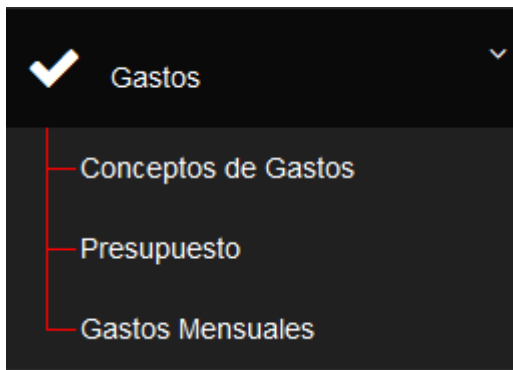 Gastos
Conceptos de Gastos
Presupuesto
Gastos Mensuales